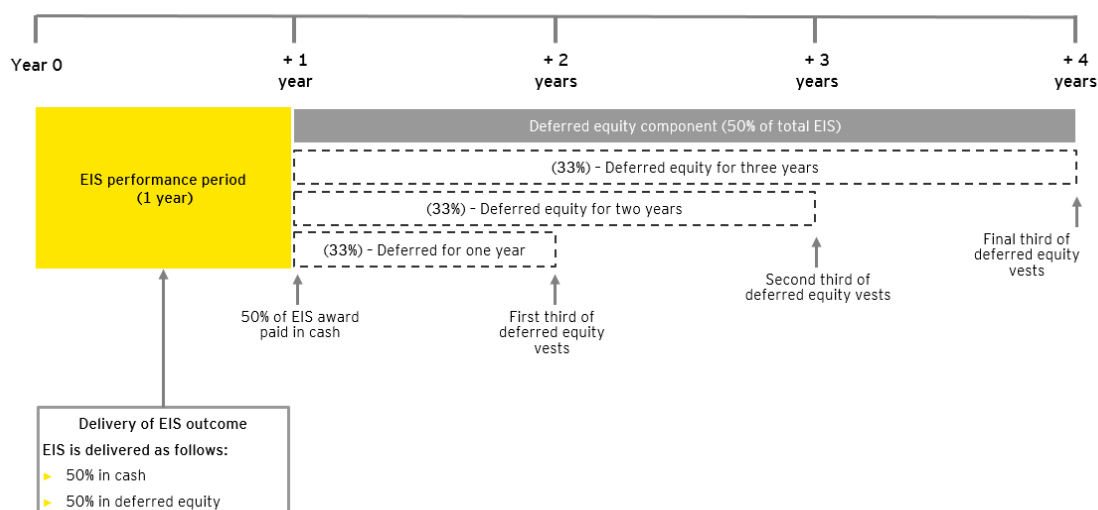 Year 0
+ 1
year
+ 2
years
+ 3
years
+ 4
years
EIS performance period
(1 year)
Deferred equity component (50% of total EIS)
(33%) – Deferred equity for three years
(33%) – Deferred equity for two years
(33%) – Deferred for one year
50% of EIS award
paid in cash
First third of
deferred equity
vests
Second third of
deferred equity vests
Final third of
deferred equity
vests
Delivery of EIS outcome
EIS is delivered as follows:
► 50% in cash
► 50% in deferred equity